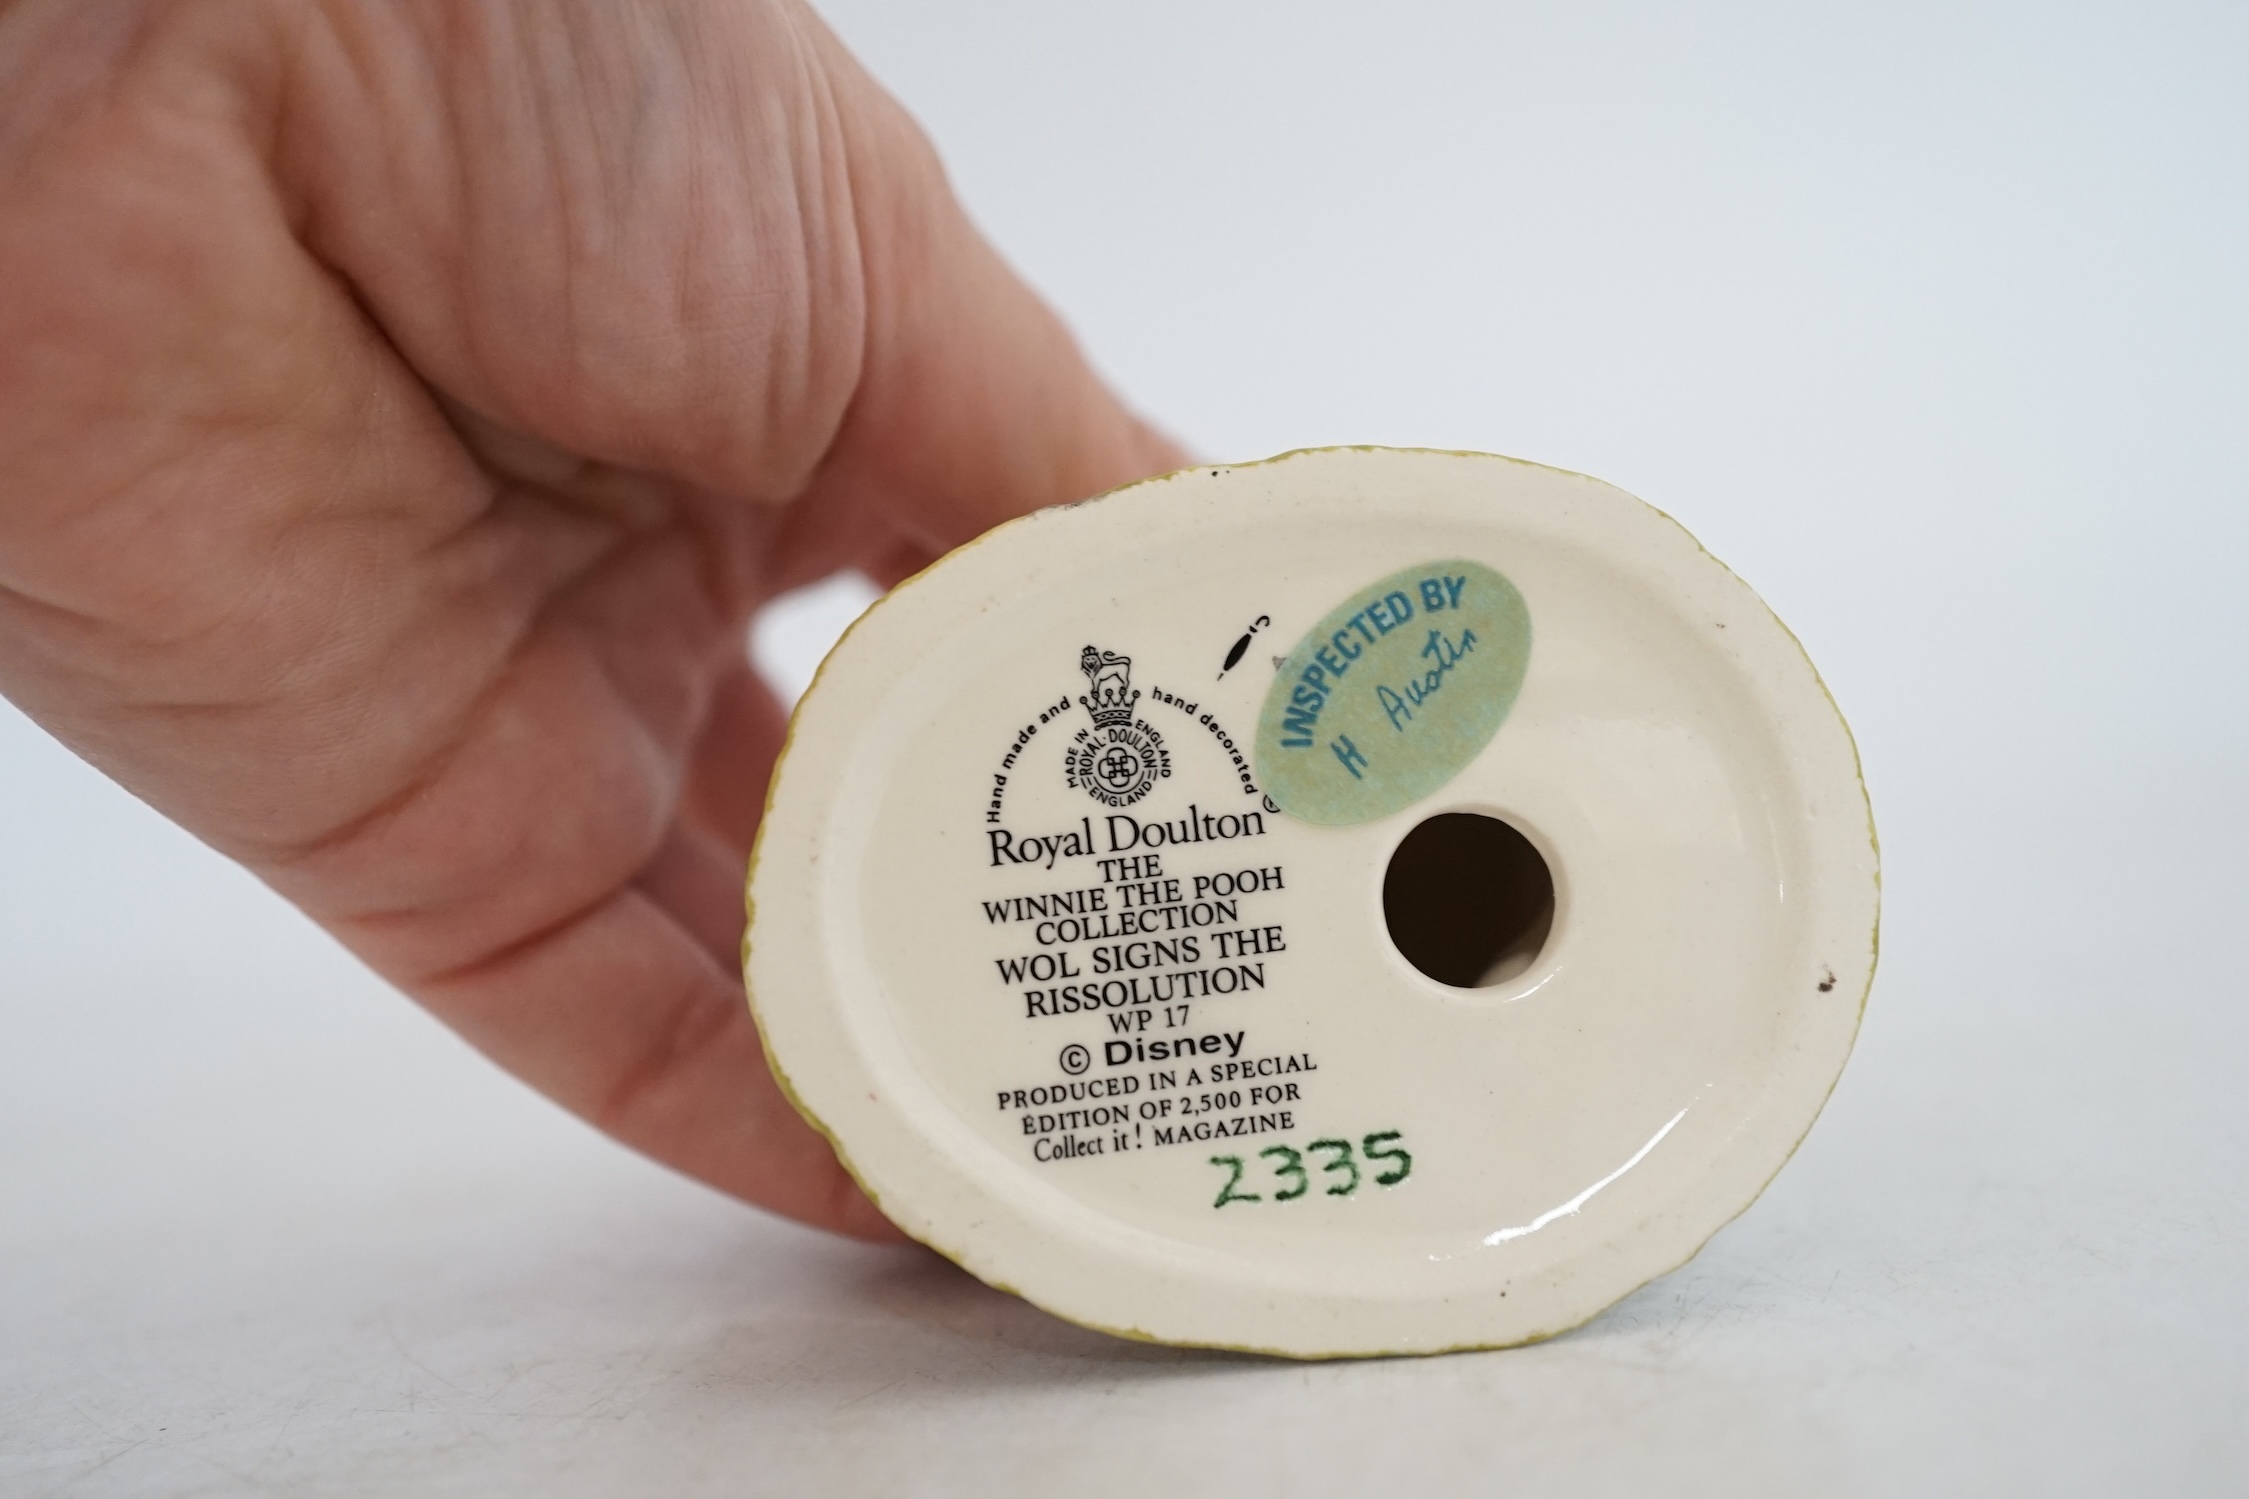 Hand made and hand decorated
MADE IN ENGLAND
ROYAL·DOULTON
ENGLAND
Royal Doulton®
THE
WINNIE THE POOH
COLLECTION
WOL SIGNS THE
RISSOLUTION
WP 17
© Disney
PRODUCED IN A SPECIAL
EDITION OF 2,500 FOR
Collect it! MAGAZINE
2335
INSPECTED BY
H Austin